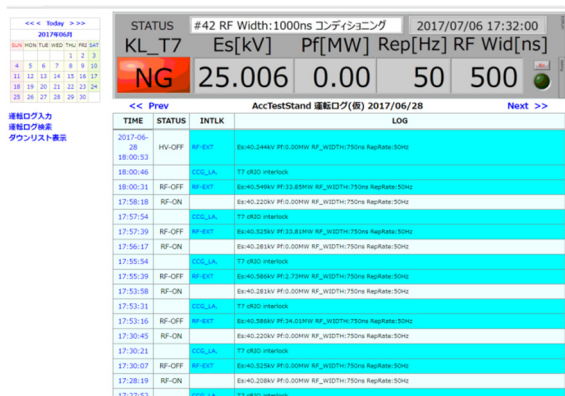 <<< Today > >>
2017年06月
SUN MON TUE WED THU FRI SAT
1 2 3
4 5 6 7 8 9 10
11 12 13 14 15 16 17
18 19 20 21 22 23 24
25 26 27 28 29 30
運転ログ入力
運転ログ検索
ダウンリスト表示
STATUS #42 RF Width:1000ns コンディショニング 2017/07/06 17:32:00
KL_T7 Es[kV] Pf[MW] Rep[Hz] RF Wid[ns]
NG 25.006 0.00 50 500
<< Prev AccTestStand 運転ログ(仮) 2017/06/28 Next >>
TIME STATUS INTLK LOG
2017-06-28 18:00:53 HV-OFF RF-EXT Es:40.244kV Pf:0.00MW RF_WIDTH:750ns RepRate:50Hz
18:00:46 CCG_LA, T7 cRIO interlock
18:00:31 RF-OFF RF-EXT Es:40.549kV Pf:33.85MW RF_WIDTH:750ns RepRate:50Hz
17:58:18 RF-ON Es:40.220kV Pf:0.00MW RF_WIDTH:750ns RepRate:50Hz
17:57:54 CCG_LA, T7 cRIO interlock
17:57:39 RF-OFF RF-EXT Es:40.525kV Pf:33.81MW RF_WIDTH:750ns RepRate:50Hz
17:56:17 RF-ON Es:40.281kV Pf:0.00MW RF_WIDTH:750ns RepRate:50Hz
17:55:54 CCG_LA, T7 cRIO interlock
17:55:39 RF-OFF RF-EXT Es:40.586kV Pf:2.73MW RF_WIDTH:750ns RepRate:50Hz
17:53:58 RF-ON Es:40.281kV Pf:0.00MW RF_WIDTH:750ns RepRate:50Hz
17:53:31 CCG_LA, T7 cRIO interlock
17:53:16 RF-OFF RF-EXT Es:40.586kV Pf:34.01MW RF_WIDTH:750ns RepRate:50Hz
17:30:45 RF-ON Es:40.220kV Pf:0.00MW RF_WIDTH:750ns RepRate:50Hz
17:30:21 CCG_LA, T7 cRIO interlock
17:30:07 RF-OFF RF-EXT Es:40.525kV Pf:0.00MW RF_WIDTH:750ns RepRate:50Hz
17:28:19 RF-ON Es:40.208kV Pf:0.00MW RF_WIDTH:750ns RepRate:50Hz
17:27:53 CCG_LA, T7 cRIO interlock